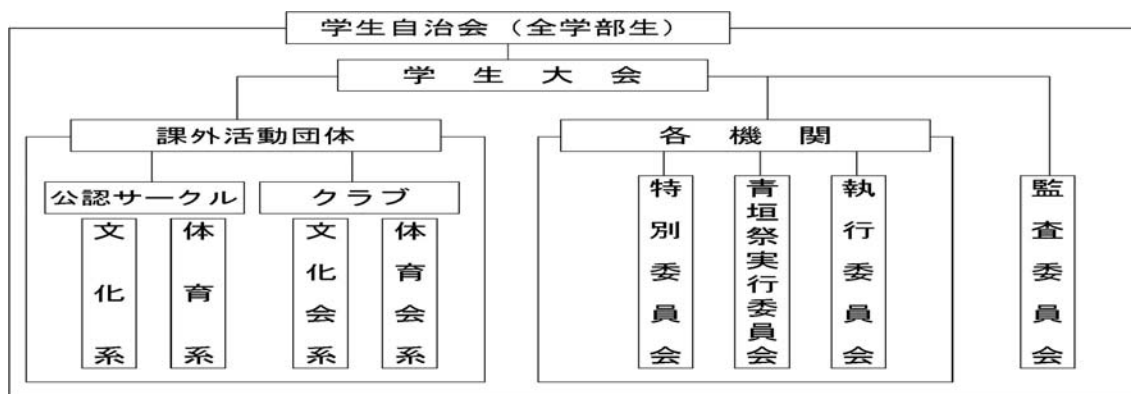 学生自治会（全学部生）
学生大会
課外活動団体
各機関
公認サークル
クラブ
文化系
体育系
文化会系
体育会系
特別委員会
青垣祭実行委員会
執行委員会
監査委員会